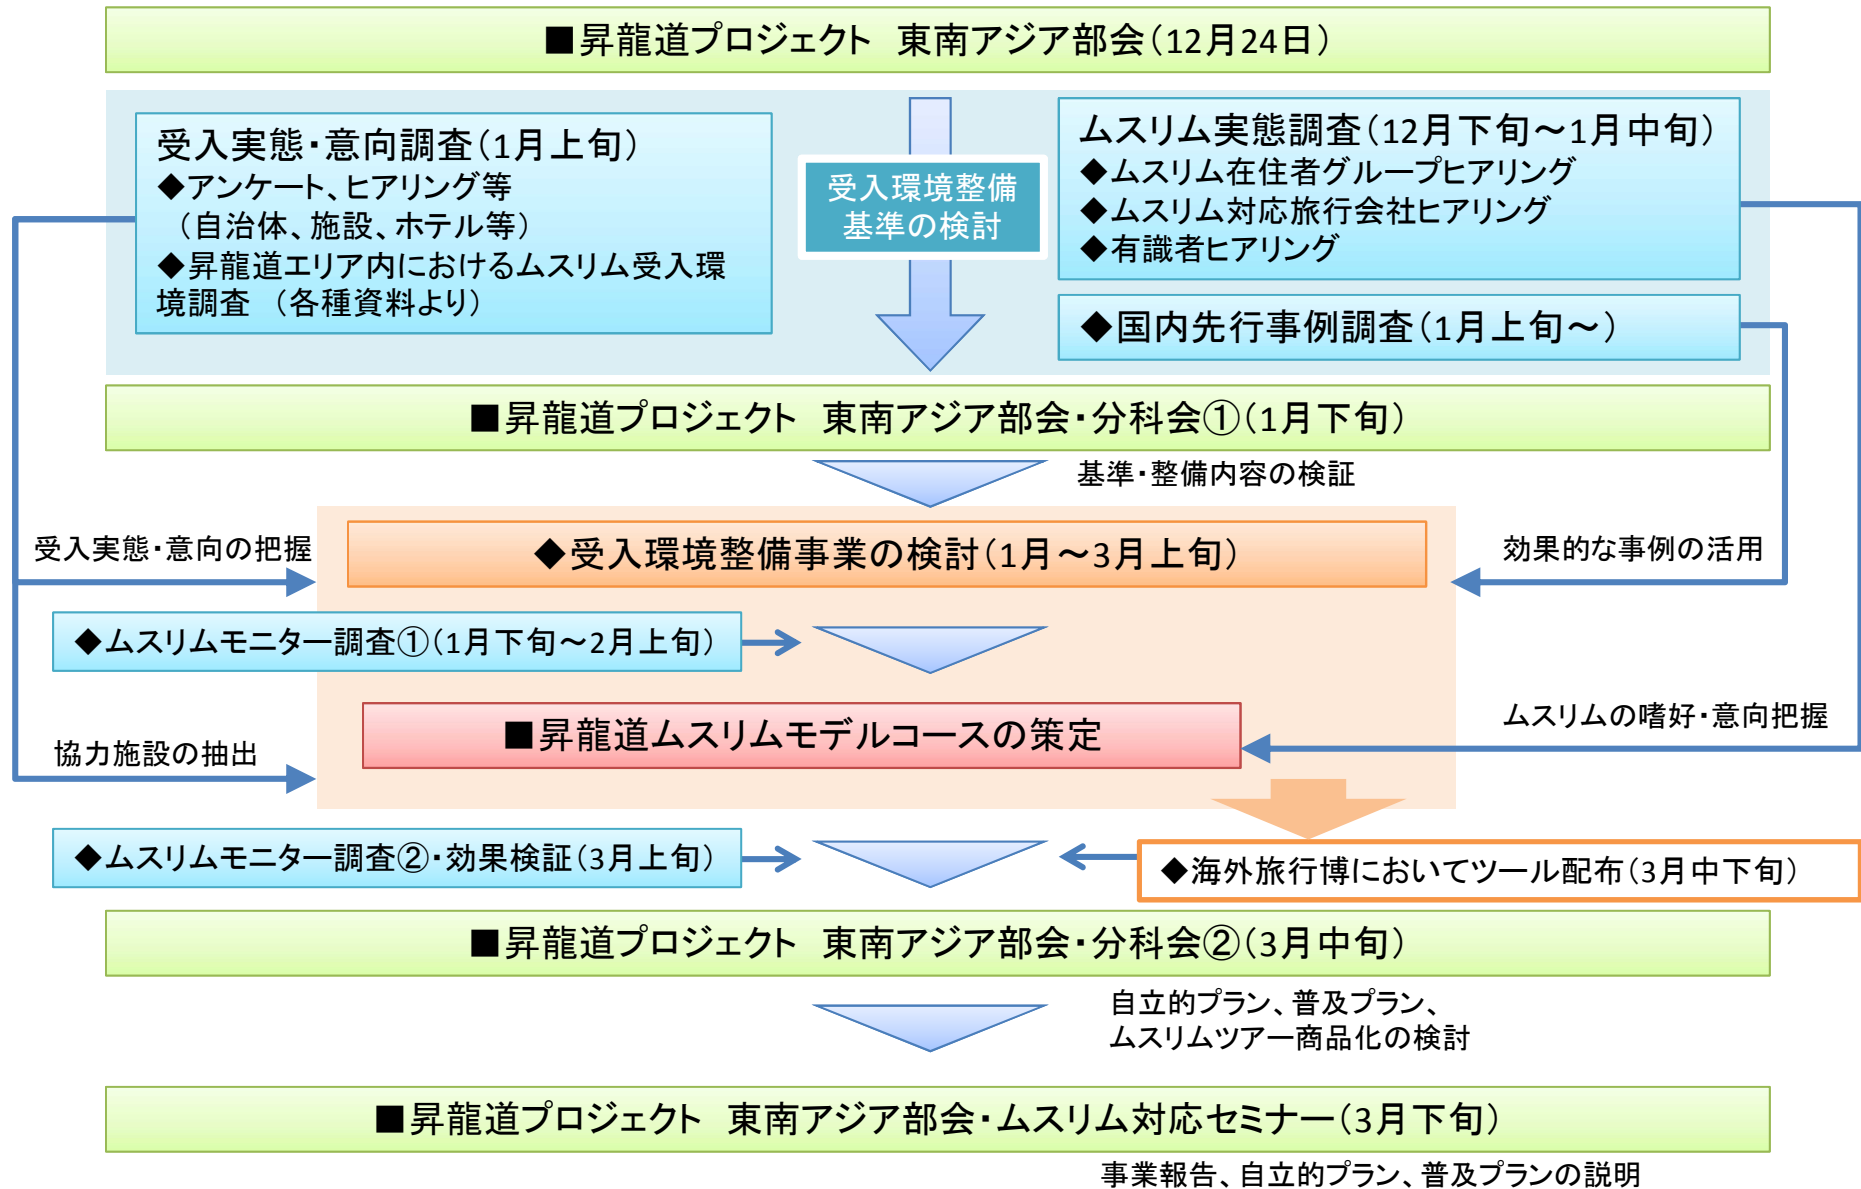 ■昇龍道プロジェクト　東南アジア部会（12月24日）
受入実態・意向調査（1月上旬）
◆アンケート、ヒアリング等
（自治体、施設、ホテル等）
◆昇龍道エリア内におけるムスリム受入環
境調査　（各種資料より）
受入環境整備
基準の検討
ムスリム実態調査（12月下旬～1月中旬）
◆ムスリム在住者グループヒアリング
◆ムスリム対応旅行会社ヒアリング
◆有識者ヒアリング
◆国内先行事例調査（1月上旬～）
■昇龍道プロジェクト　東南アジア部会・分科会①（1月下旬）
基準・整備内容の検証
受入実態・意向の把握
◆受入環境整備事業の検討（1月～3月上旬）
効果的な事例の活用
◆ムスリムモニター調査①（1月下旬～2月上旬）
■昇龍道ムスリムモデルコースの策定
ムスリムの嗜好・意向把握
協力施設の抽出
◆ムスリムモニター調査②・効果検証（3月上旬）
◆海外旅行博においてツール配布（3月中下旬）
■昇龍道プロジェクト　東南アジア部会・分科会②（3月中旬）
自立的プラン、普及プラン、
ムスリムツアー商品化の検討
■昇龍道プロジェクト　東南アジア部会・ムスリム対応セミナー（3月下旬）
事業報告、自立的プラン、普及プランの説明